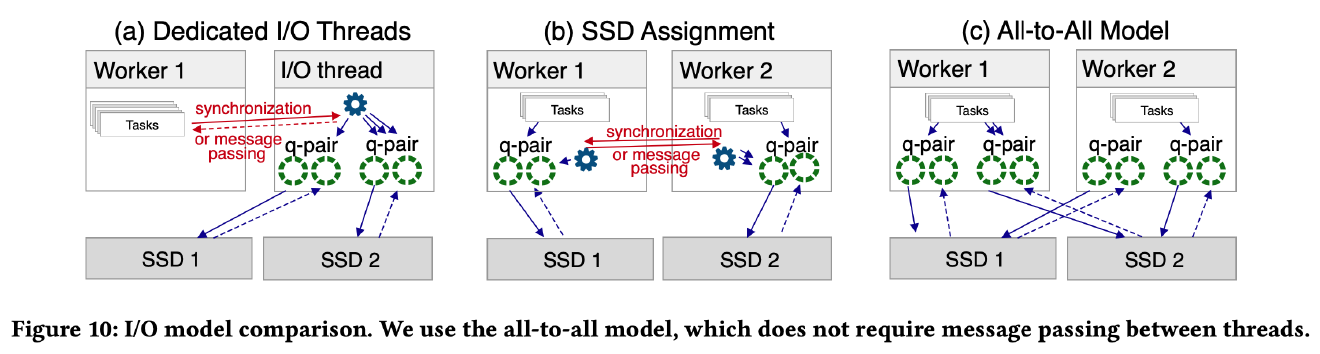 (a) Dedicated I/O Threads
Worker 1
I/O thread
Tasks
synchronization
or message
passing
q-pair
q-pair
SSD 1
SSD 2
(b) SSD Assignment
Worker 1
Worker 2
Tasks
Tasks
synchronization
or message
passing
q-pair
q-pair
SSD 1
SSD 2
(c) All-to-All Model
Worker 1
Worker 2
Tasks
Tasks
q-pair
q-pair
q-pair
q-pair
SSD 1
SSD 2
Figure 10: I/O model comparison. We use the all-to-all model, which does not require message passing between threads.